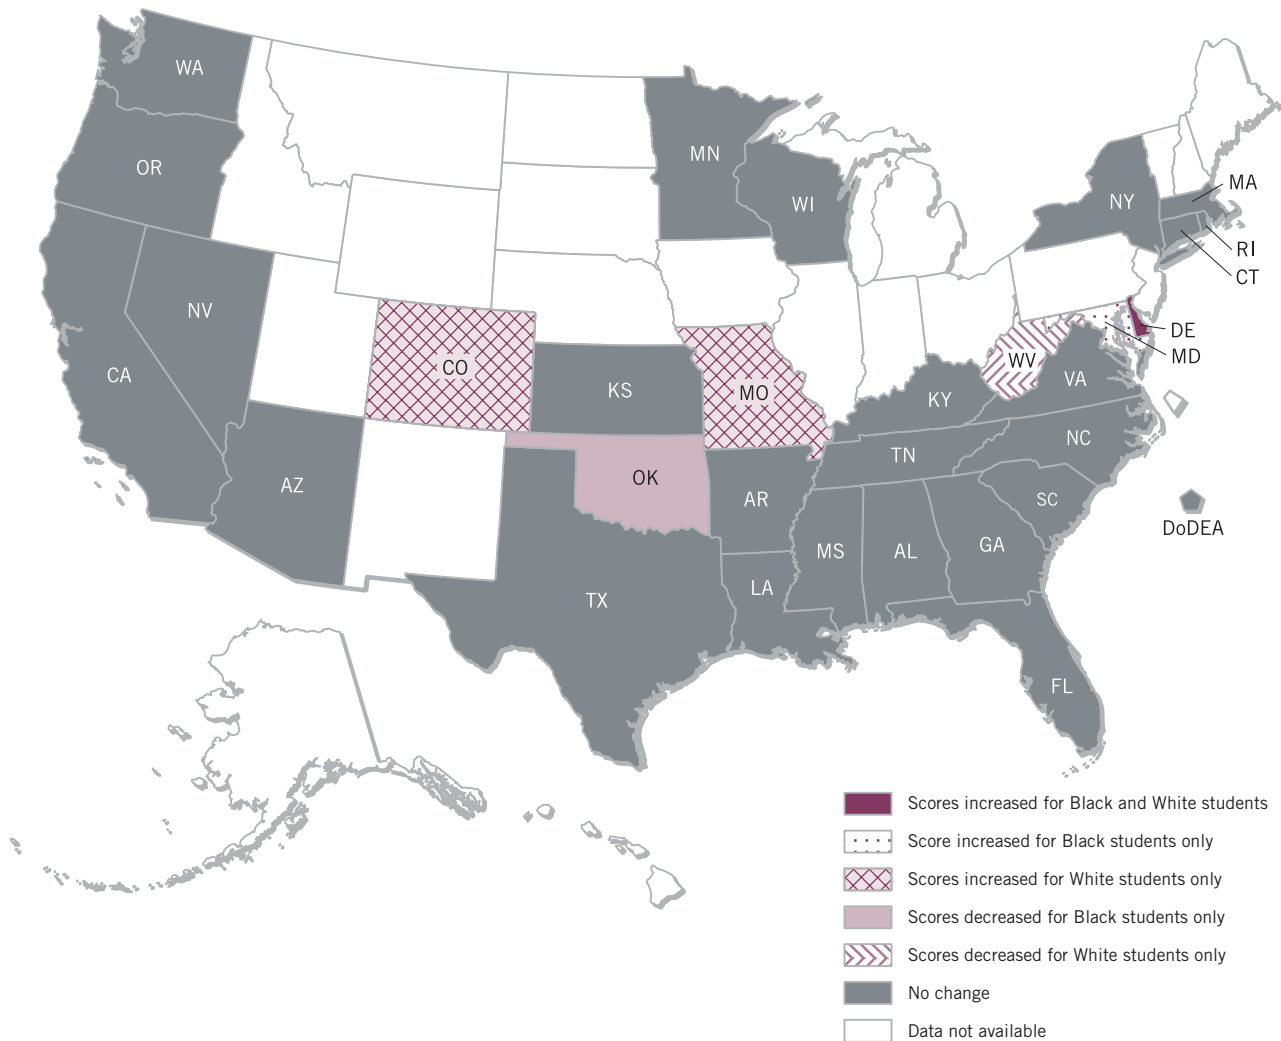 WA
OR
MN
WI
NY
MA
RI
CT
NV
CA
CO
KS
MO
WV
DE
MD
VA
KY
NC
TN
AZ
OK
AR
SC
MS
AL
GA
DoDEA
LA
TX
FL
Scores increased for Black and White students
Score increased for Black students only
Scores increased for White students only
Scores decreased for Black students only
Scores decreased for White students only
No change
Data not available